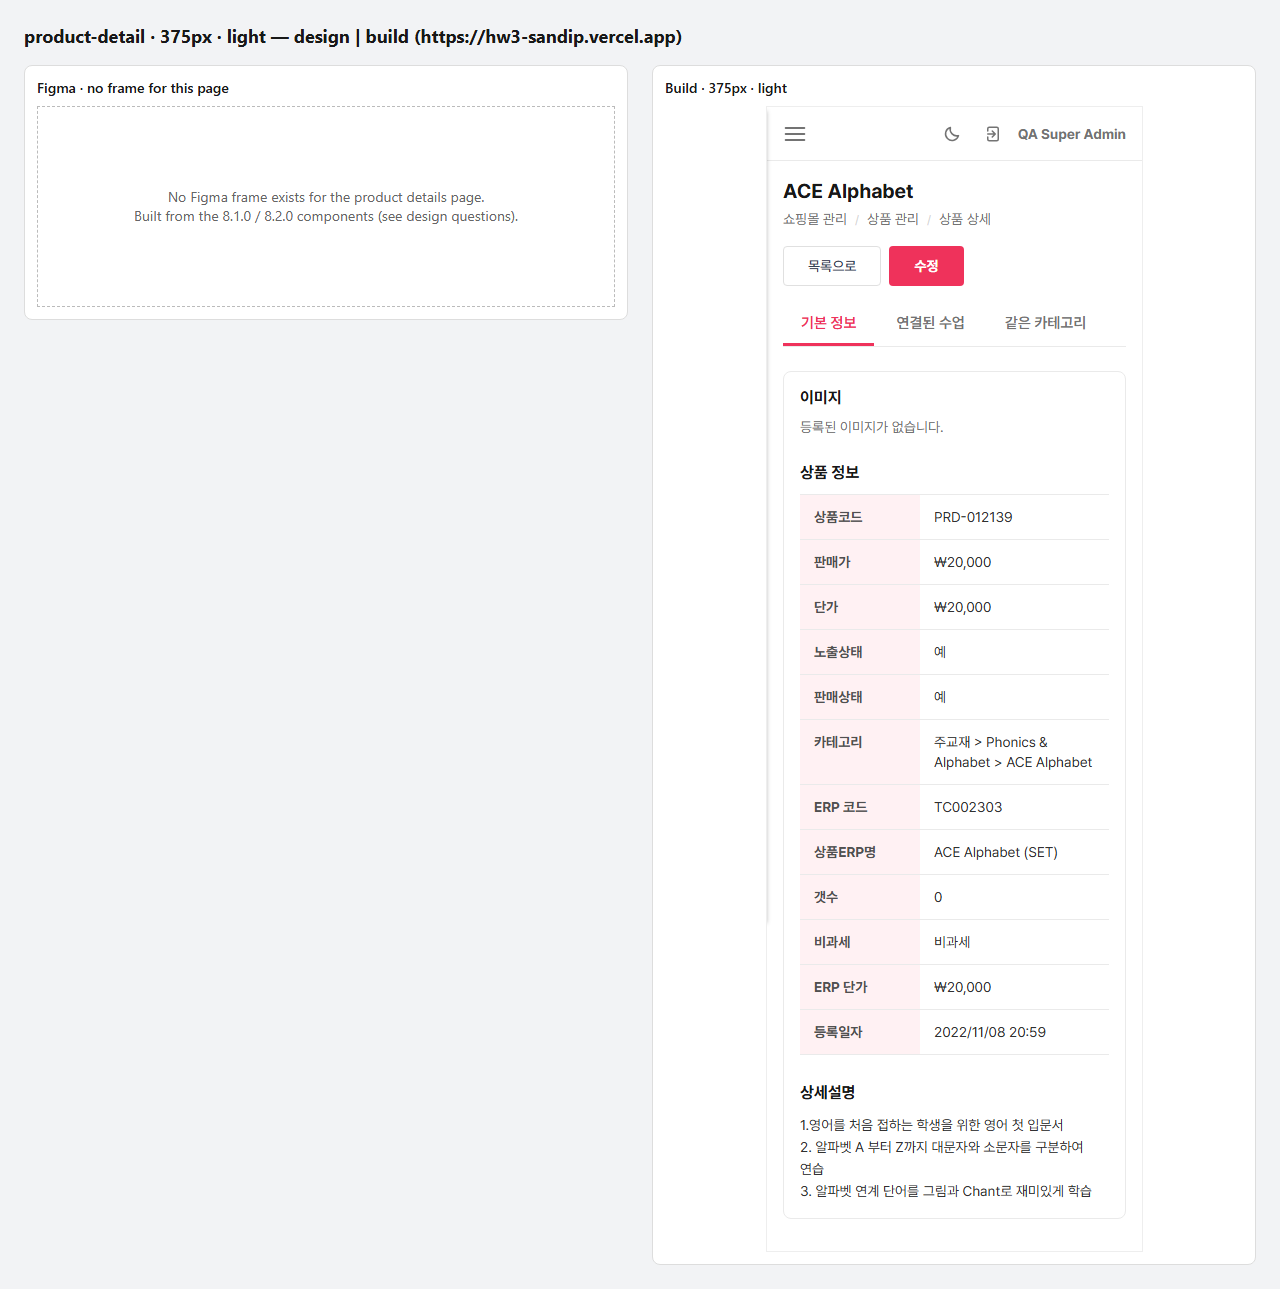 product-detail · 375px · light — design | build (https://hw3-sandip.vercel.app)
Figma · no frame for this page
No Figma frame exists for the product details page.
Built from the 8.1.0 / 8.2.0 components (see design questions).
Build · 375px · light
QA Super Admin
ACE Alphabet
쇼핑몰 관리 / 상품 관리 / 상품 상세
목록으로
수정
기본 정보
연결된 수업
같은 카테고리
이미지
등록된 이미지가 없습니다.
상품 정보
상품코드 PRD-012139
판매가 ₩20,000
단가 ₩20,000
노출상태 예
판매상태 예
카테고리 주교재 > Phonics &
Alphabet > ACE Alphabet
ERP 코드 TC002303
상품ERP명 ACE Alphabet (SET)
갯수 0
비과세 비과세
ERP 단가 ₩20,000
등록일자 2022/11/08 20:59
상세설명
1.영어를 처음 접하는 학생을 위한 영어 첫 입문서
2. 알파벳 A 부터 Z까지 대문자와 소문자를 구분하여
연습
3. 알파벳 연계 단어를 그림과 Chant로 재미있게 학습